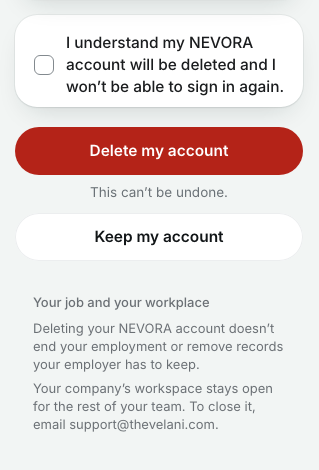 I understand my NEVORA
account will be deleted and I
won’t be able to sign in again.
Delete my account
This can’t be undone.
Keep my account
Your job and your workplace
Deleting your NEVORA account doesn’t
end your employment or remove records
your employer has to keep.
Your company’s workspace stays open
for the rest of your team. To close it,
email support@thevelani.com.